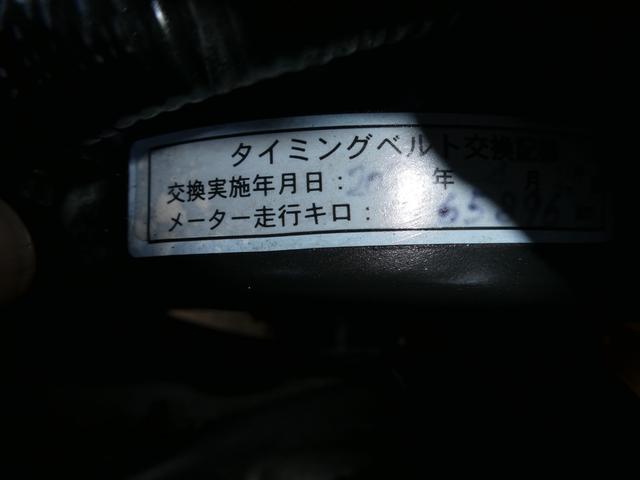 タイミングベルト交換記録
交換実施年月日: 年 月
メーター走行キロ: 65896